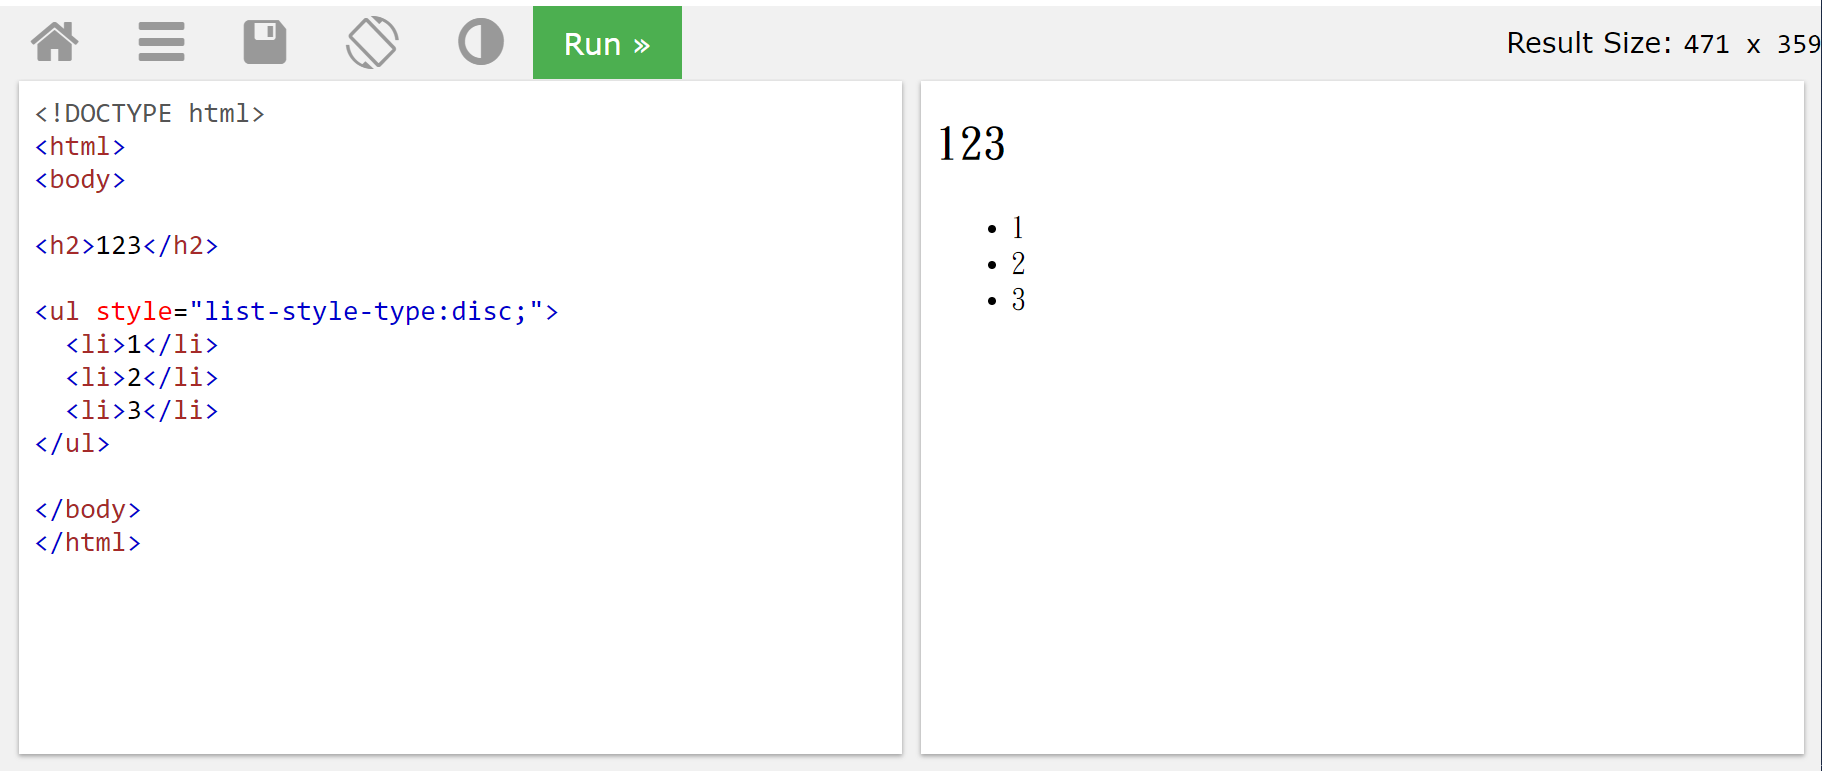 Run »
Result Size: 471 x 359
<!DOCTYPE html>
<html>
<body>
<h2>123</h2>
<ul style="list-style-type:disc;">
  <li>1</li>
  <li>2</li>
  <li>3</li>
</ul>
</body>
</html>
123
• 1
• 2
• 3